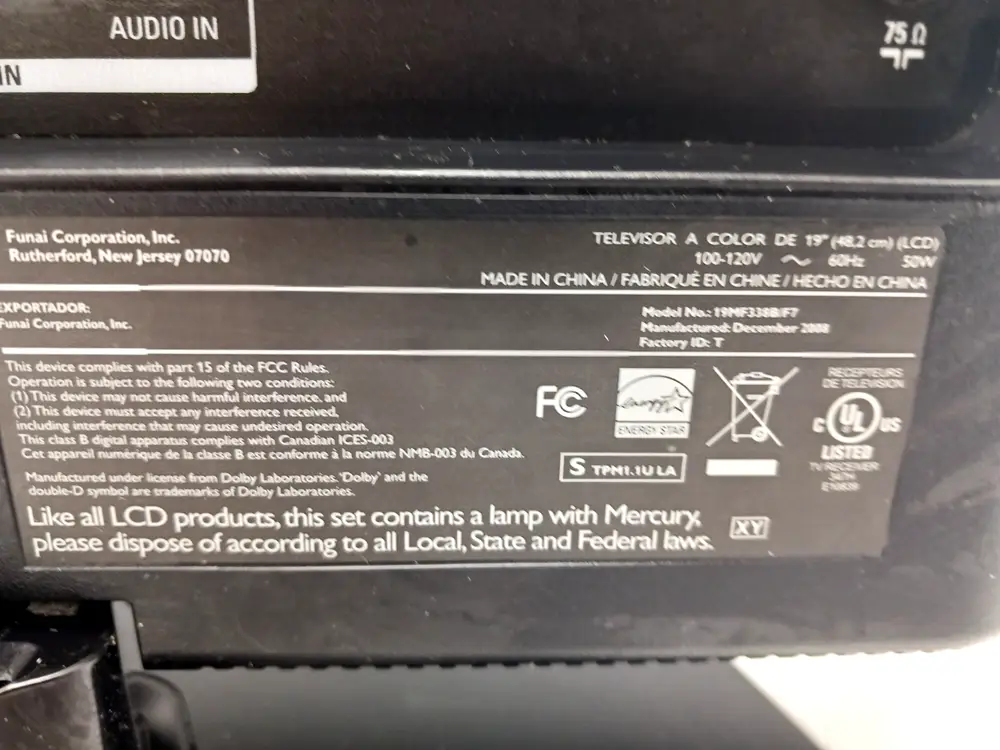 AUDIO IN
IN
75 Ω
Funai Corporation, Inc.
Rutherford, New Jersey 07070
TELEVISOR A COLOR DE 19" (48,2 cm) (LCD)
100-120V ~ 60Hz 50W
MADE IN CHINA / FABRIQUÉ EN CHINE / HECHO EN CHINA
EXPORTADOR:
Funai Corporation, Inc.
Model No.: 19MF338B/F7
Manufactured: December 2008
Factory ID: T
This device complies with part 15 of the FCC Rules.
Operation is subject to the following two conditions:
(1) This device may not cause harmful interference, and
(2) This device must accept any interference received,
including interference that may cause undesired operation.
This class B digital apparatus complies with Canadian ICES-003
Cet appareil numérique de la classe B est conforme à la norme NMB-003 du Canada.
Manufactured under license from Dolby Laboratories. 'Dolby' and the
double-D symbol are trademarks of Dolby Laboratories.
FC
energy
ENERGY STAR
S TPM1.1U LA
RECEPTEURS
DE TELEVISION
C UL US
LISTED
TV RECEIVER
347H
Like all LCD products, this set contains a lamp with Mercury,
please dispose of according to all Local, State and Federal laws.
XY